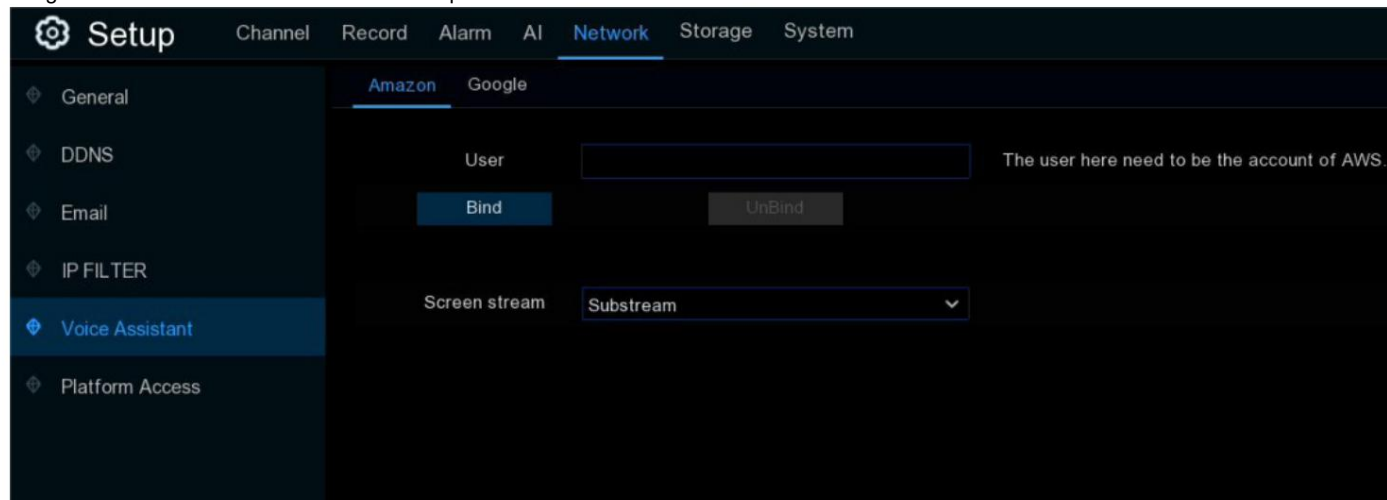 Setup Channel Record Alarm AI Network Storage System
Amazon Google
General
DDNS
User The user here need to be the account of AWS.
Email
Bind UnBind
IP FILTER
Screen stream Substream
Voice Assistant
Platform Access